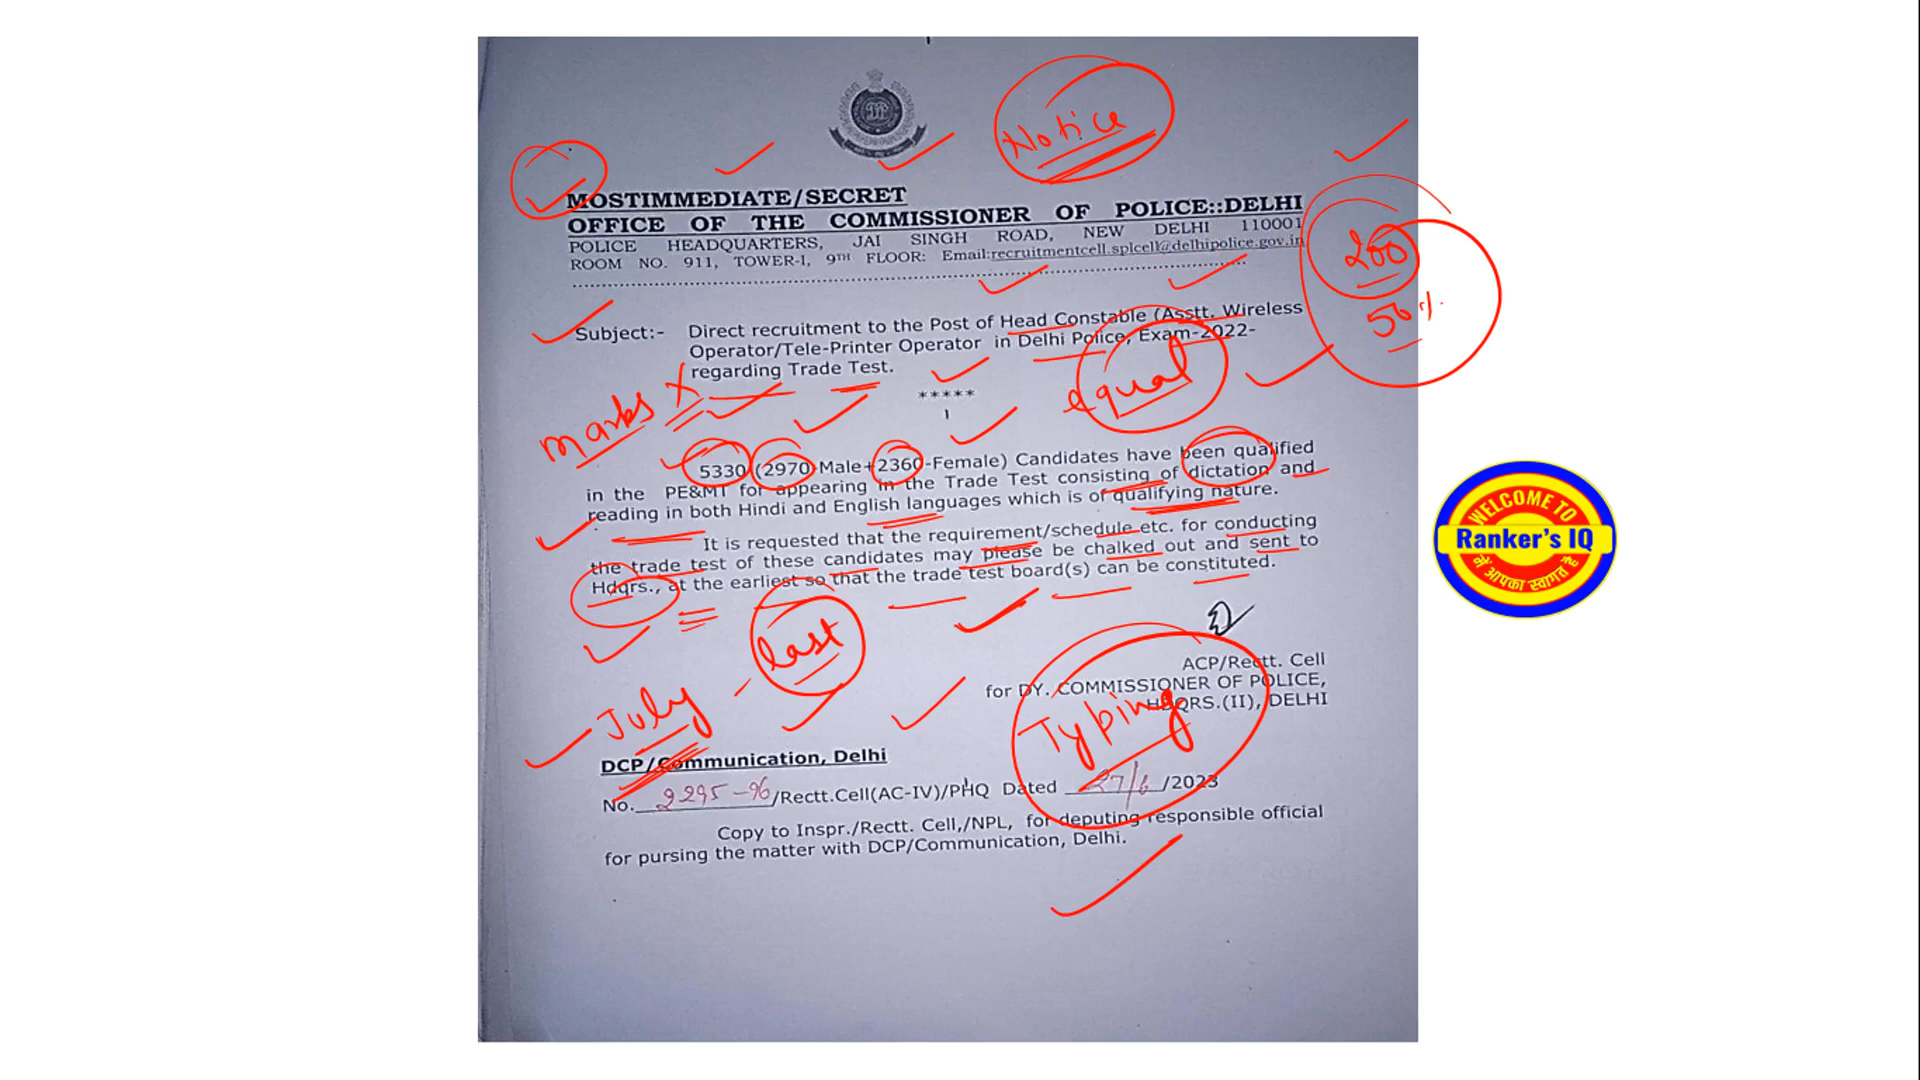 Notice
MOSTIMMEDIATE/SECRET
OFFICE OF THE COMMISSIONER OF POLICE::DELHI
POLICE HEADQUARTERS, JAI SINGH ROAD, NEW DELHI 110001
ROOM NO. 911, TOWER-I, 9TH FLOOR: Email:recruitmentcell.splcell@delhipolice.gov.in
200
50%
Subject:- Direct recruitment to the Post of Head Constable (Asstt. Wireless
Operator/Tele-Printer Operator in Delhi Police, Exam-2022-
regarding Trade Test.
equal
*****
marks X
5330 (2970-Male+2360-Female) Candidates have been qualified
in the PE&MT for appearing in the Trade Test consisting of dictation and
reading in both Hindi and English languages which is of qualifying nature.
WELCOME TO
Ranker's IQ
में आपका स्वागत है
It is requested that the requirement/schedule etc. for conducting
the trade test of these candidates may please be chalked out and sent to
Hdqrs., at the earliest so that the trade test board(s) can be constituted.
last
ACP/Rectt. Cell
for DY. COMMISSIONER OF POLICE,
HDQRS.(II), DELHI
July -
Typing
DCP/Communication, Delhi
No. 2295-96/Rectt.Cell(AC-IV)/PHQ Dated 27/6/2023
Copy to Inspr./Rectt. Cell,/NPL, for deputing responsible official
for pursing the matter with DCP/Communication, Delhi.